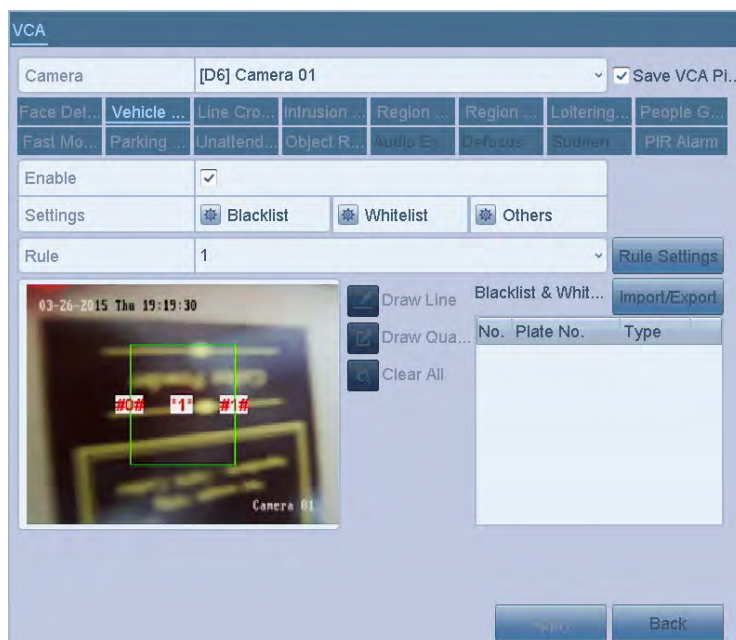 VCA
Camera [D6] Camera 01 Save VCA Pi...
Face Det... Vehicle ... Line Cro... Intrusion ... Region ... Region ... Loitering... People G...
Fast Mo... Parking ... Unattend... Object R... Audio Ex... Defocus Sudden PIR Alarm
Enable
Settings Blacklist Whitelist Others
Rule 1 Rule Settings
03-26-2015 Thu 19:19:30
Draw Line
Blacklist & Whit... Import/Export
Draw Qua...
No. Plate No. Type
Clear All
#0# *1* #1#
Camera 01
Back